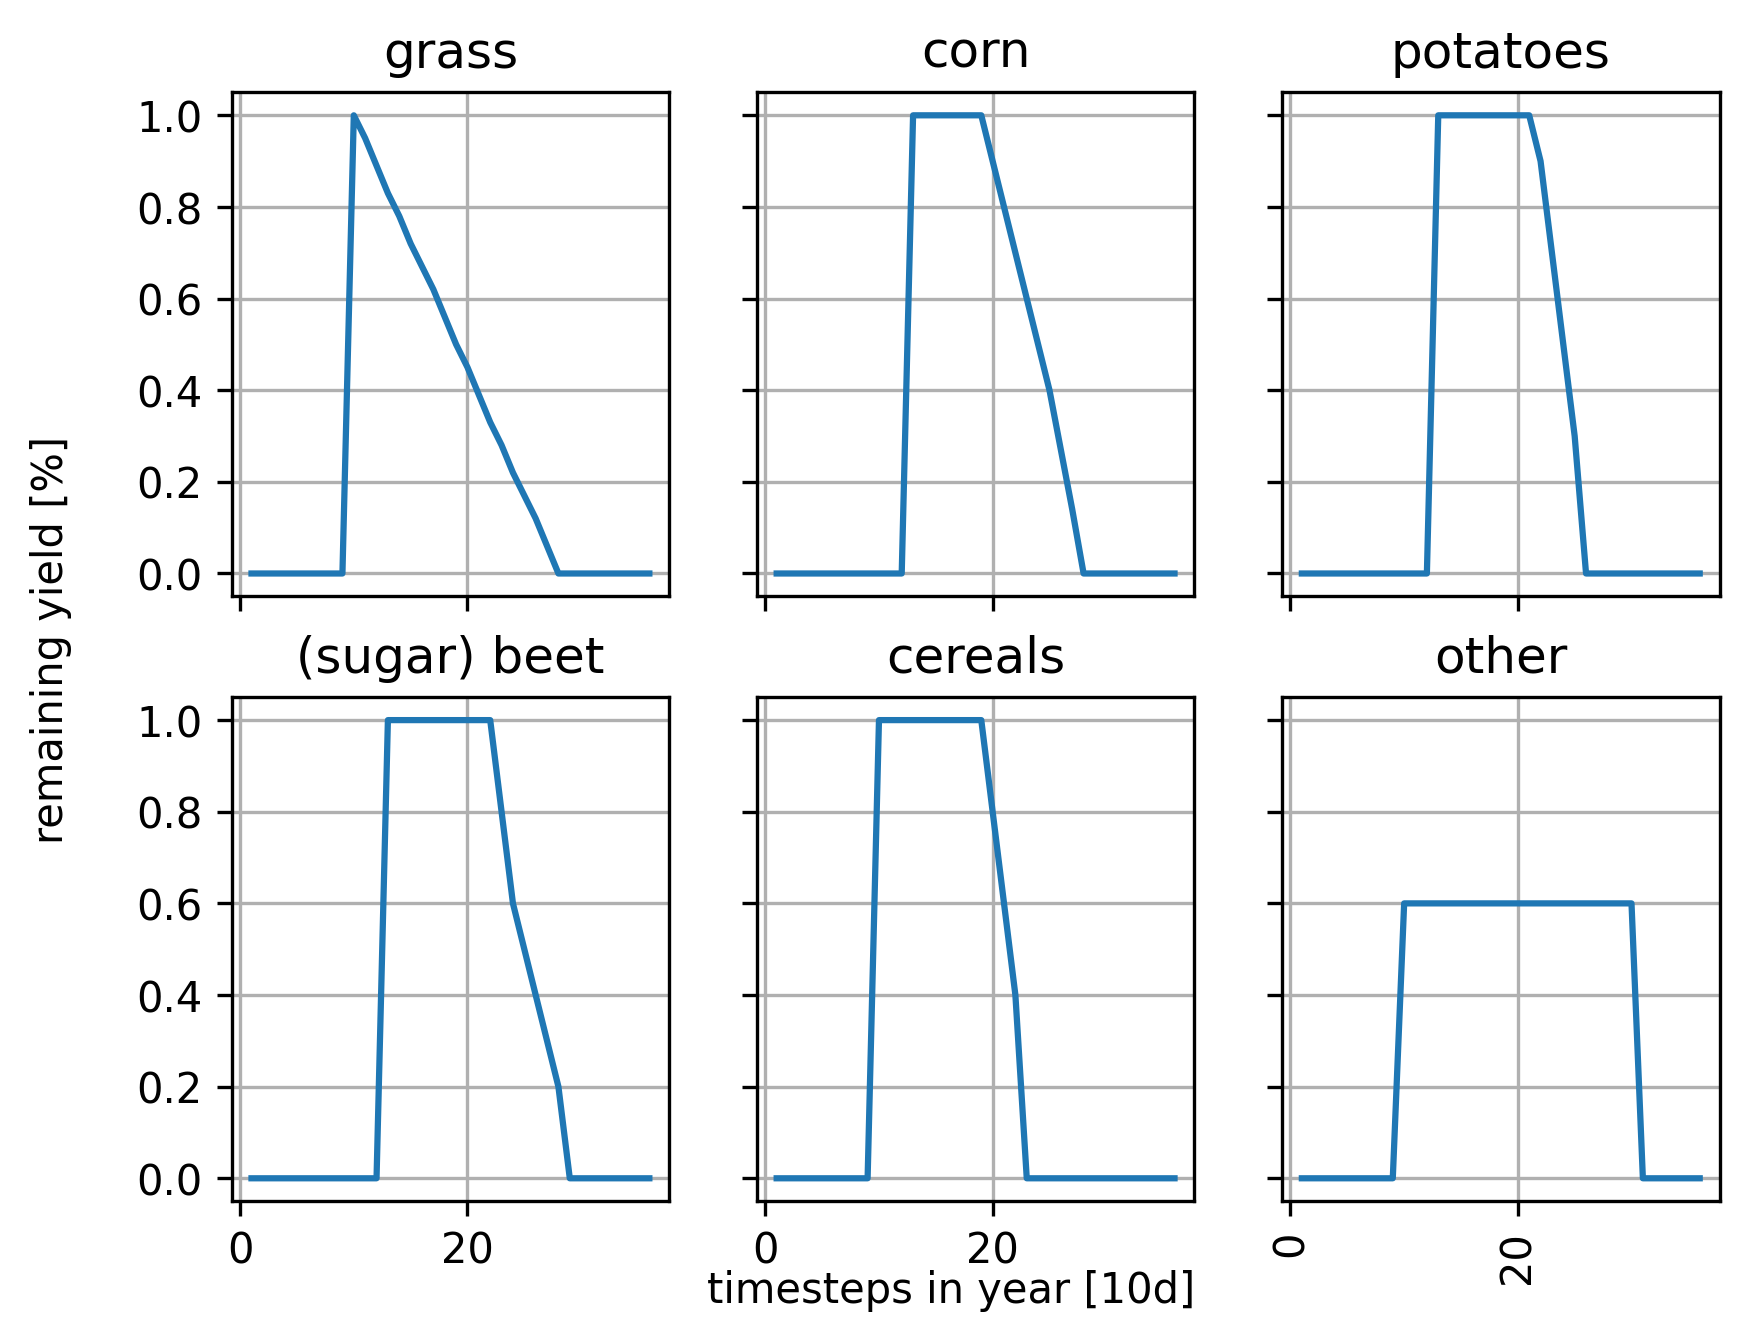 grass
corn
potatoes
1.0
0.8
0.6
0.4
0.2
0.0
remaining yield [%]
(sugar) beet
cereals
other
1.0
0.8
0.6
0.4
0.2
0.0
0 20
0 20
0 20
timesteps in year [10d]